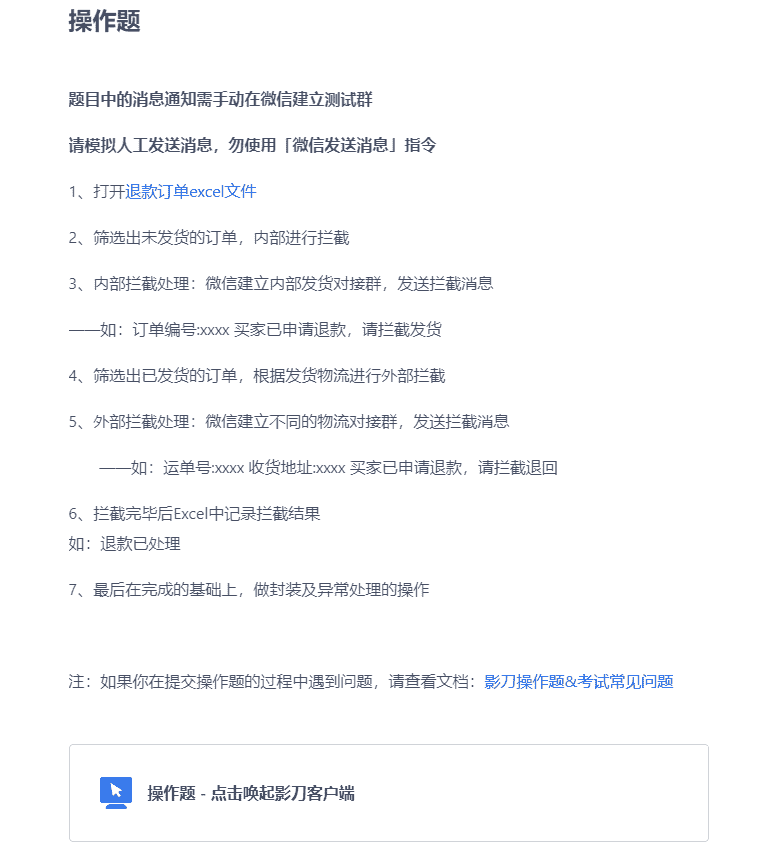 操作题
题目中的消息通知需手动在微信建立测试群
请模拟人工发送消息，勿使用「微信发送消息」指令
1、打开退款订单excel文件
2、筛选出未发货的订单，内部进行拦截
3、内部拦截处理：微信建立内部发货对接群，发送拦截消息
——如：订单编号:xxxx 买家已申请退款，请拦截发货
4、筛选出已发货的订单，根据发货物流进行外部拦截
5、外部拦截处理：微信建立不同的物流对接群，发送拦截消息
——如：运单号:xxxx 收货地址:xxxx 买家已申请退款，请拦截退回
6、拦截完毕后Excel中记录拦截结果
如：退款已处理
7、最后在完成的基础上，做封装及异常处理的操作
注：如果你在提交操作题的过程中遇到问题，请查看文档：影刀操作题&考试常见问题
操作题 - 点击唤起影刀客户端